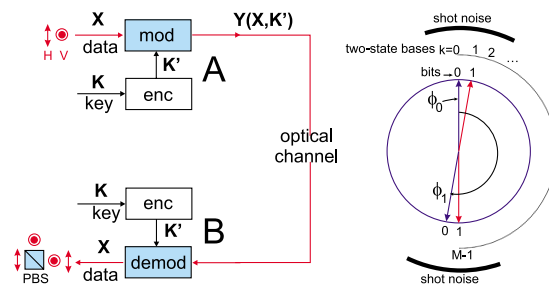 X
Y(X,K')
H V
data
mod
K'
A
K
key
enc
optical
channel
K
key
enc
B
K'
X
data
demod
PBS
shot noise
two-state bases k=0 1 2 ...
bits 0 1
ϕ0
ϕ1
0 1
M-1
shot noise